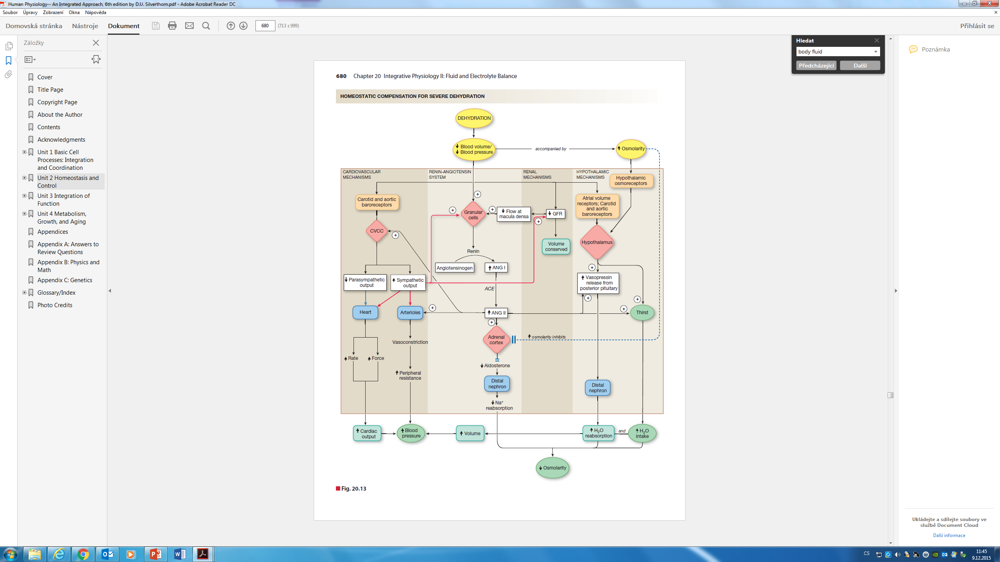 Human Physiology-- An Integrated Approach, 6th edition by D.U. Silverthorn.pdf - Adobe Acrobat Reader DC
Soubor Úpravy Zobrazení Okna Nápověda
Domovská stránka Nástroje Dokument 680 (713 z 999) Přihlásit se
Záložky
Cover
Title Page
Copyright Page
About the Author
Contents
Acknowledgments
Unit 1 Basic Cell
Processes: Integration
and Coordination
Unit 2 Homeostasis and
Control
Unit 3 Integration of
Function
Unit 4 Metabolism,
Growth, and Aging
Appendices
Appendix A: Answers to
Review Questions
Appendix B: Physics and
Math
Appendix C: Genetics
Glossary/Index
Photo Credits
Hledat
body fluid
Předcházející Další
Poznámka
680 Chapter 20 Integrative Physiology II: Fluid and Electrolyte Balance
HOMEOSTATIC COMPENSATION FOR SEVERE DEHYDRATION
DEHYDRATION
↓ Blood volume/
↓ Blood pressure
accompanied by
↑ Osmolarity
CARDIOVASCULAR
MECHANISMS
RENIN-ANGIOTENSIN
SYSTEM
RENAL
MECHANISMS
HYPOTHALAMIC
MECHANISMS
Hypothalamic
osmoreceptors
Carotid and aortic
baroreceptors
+
Atrial volume
receptors; Carotid
and aortic
baroreceptors
+
Granular
cells
+
↓ Flow at
macula densa
↓ GFR
+
CVCC
+
Volume
conserved
Hypothalamus
Renin
Angiotensinogen
↑ ANG I
+
↓ Parasympathetic
output
↑ Sympathetic
output
↑ Vasopressin
release from
posterior pituitary
ACE
+
+
Heart
Arterioles
+
↑ ANG II
+
Thirst
+
Adrenal
cortex
↑ osmolarity inhibits
Vasoconstriction
↑ Rate
↑ Force
↓ Aldosterone
↑ Peripheral
resistance
Distal
nephron
Distal
nephron
↓ Na⁺
reabsorption
↑ Cardiac
output
↑ Blood
pressure
↑ Volume
↑ H₂O
reabsorption
and
↑ H₂O
intake
↓ Osmolarity
Fig. 20.13
Ukládejte a sdílejte soubory ve
službě Document Cloud
Další informace
CS
11:45
9.12.2015